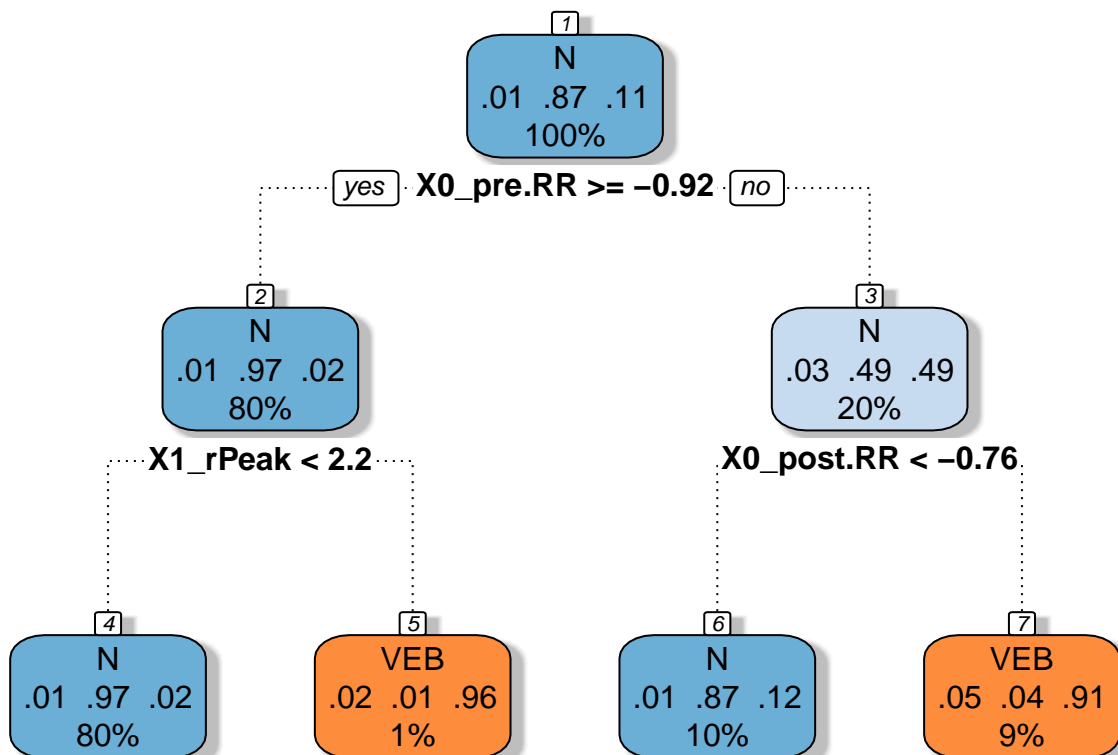 1
N
.01 .87 .11
100%
yes X0_pre.RR >= −0.92 no
2
N
.01 .97 .02
80%
3
N
.03 .49 .49
20%
X1_rPeak < 2.2
X0_post.RR < −0.76
4
N
.01 .97 .02
80%
5
VEB
.02 .01 .96
1%
6
N
.01 .87 .12
10%
7
VEB
.05 .04 .91
9%